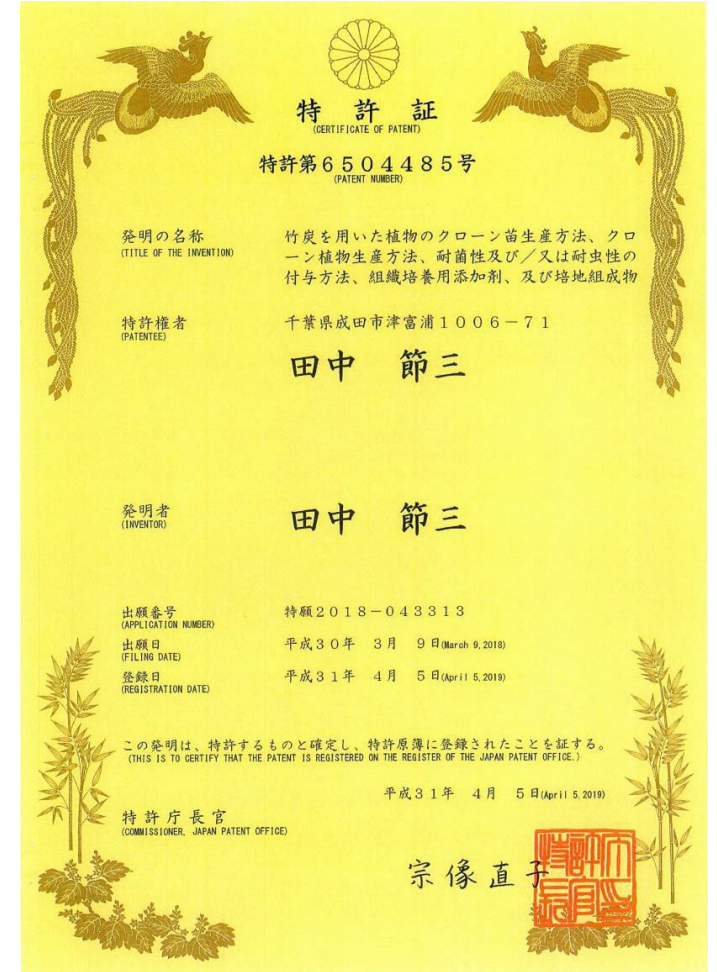 特許証
(CERTIFICATE OF PATENT)
特許第6504485号
(PATENT NUMBER)
発明の名称
(TITLE OF THE INVENTION)
竹炭を用いた植物のクローン苗生産方法、クロ
ーン植物生産方法、耐菌性及び/又は耐虫性の
付与方法、組織培養用添加剤、及び培地組成物
特許権者
(PATENTEE)
千葉県成田市津富浦1006-71
田中 節三
発明者
(INVENTOR)
田中 節三
出願番号
(APPLICATION NUMBER)
特願2018-043313
出願日
(FILING DATE)
平成30年 3月 9日(March 9,2018)
登録日
(REGISTRATION DATE)
平成31年 4月 5日(April 5,2019)
この発明は、特許するものと確定し、特許原簿に登録されたことを証する。
(THIS IS TO CERTIFY THAT THE PATENT IS REGISTERED ON THE REGISTER OF THE JAPAN PATENT OFFICE.)
平成31年 4月 5日(April 5,2019)
特許庁長官
(COMMISSIONER, JAPAN PATENT OFFICE)
宗像直子